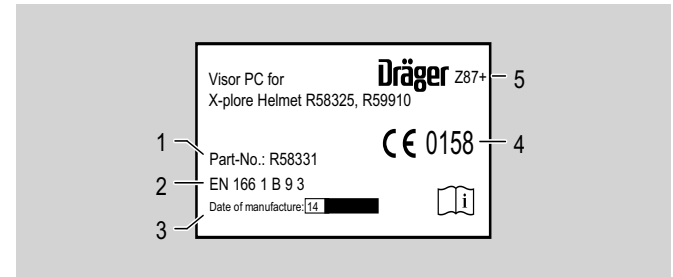 Visor PC for
X-plore Helmet R58325, R59910
Dräger Z87+ 5
CE 0158 4
1 Part-No.: R58331
2 EN 166 1 B 9 3
3 Date of manufacture: 14
i